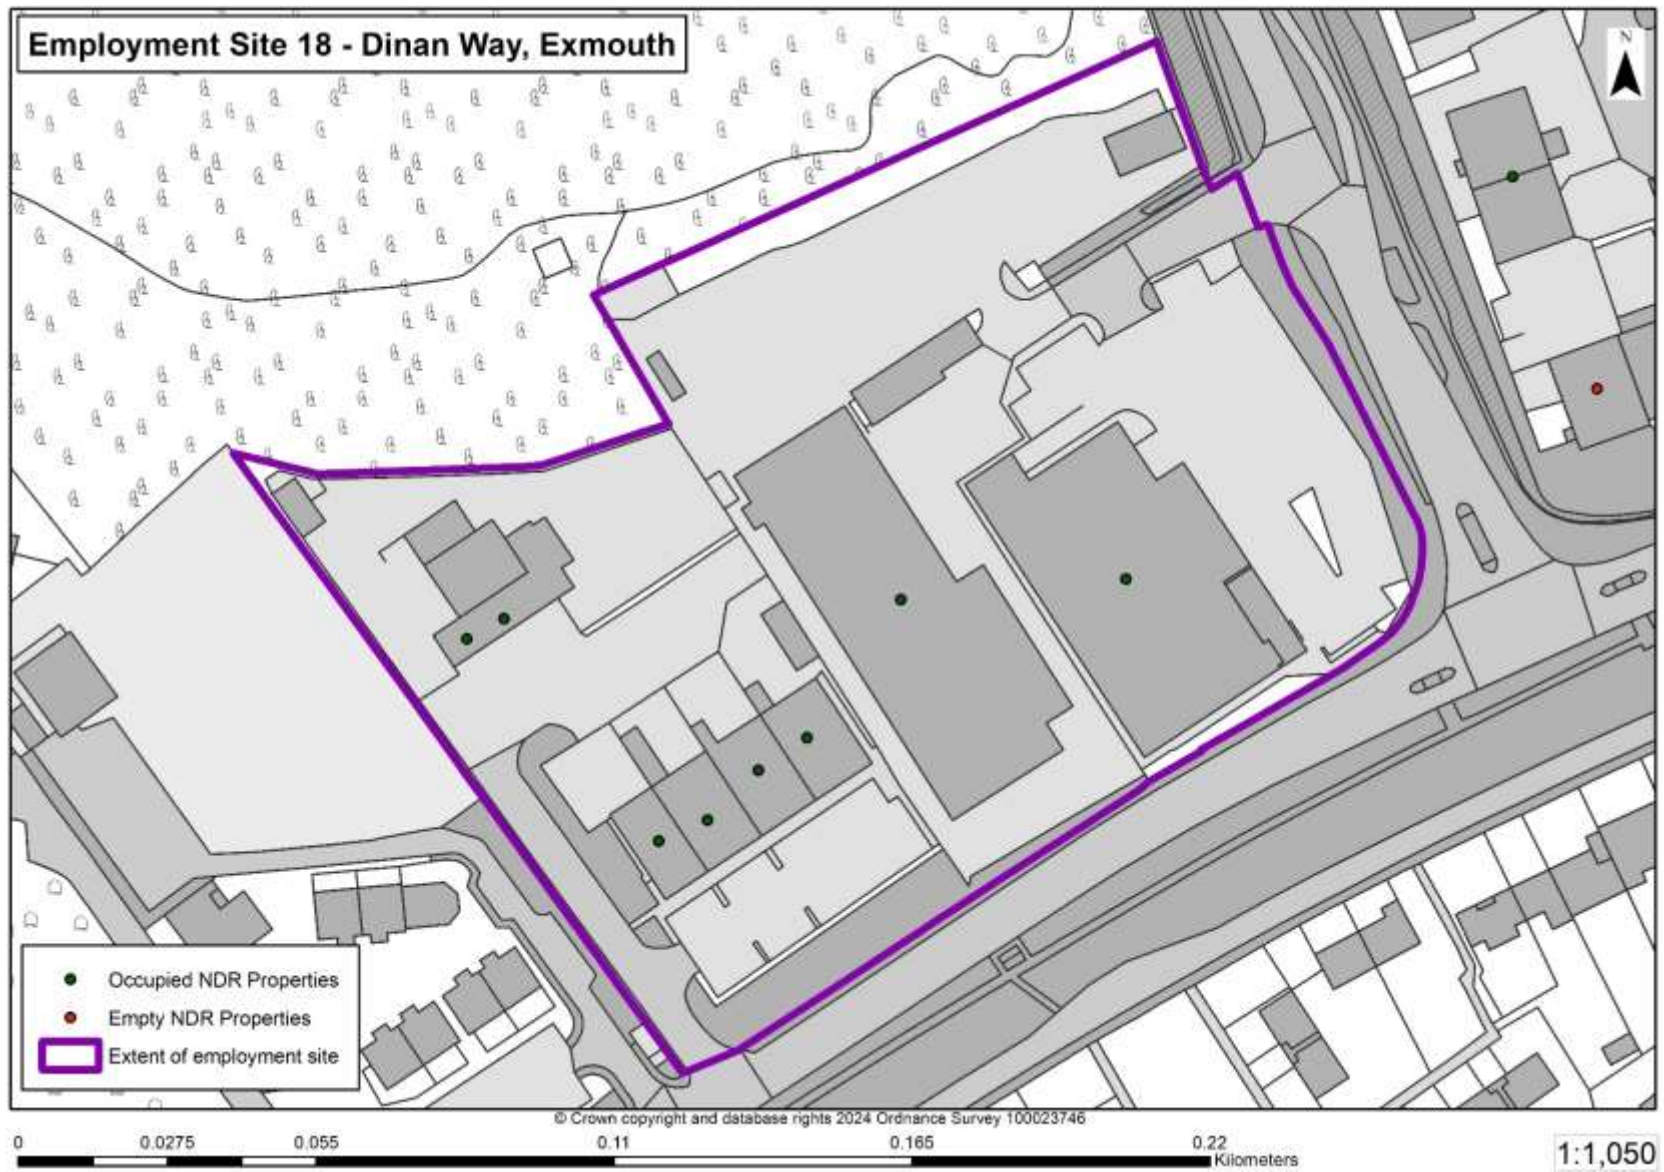 Employment Site 18 - Dinan Way, Exmouth
N
Occupied NDR Properties
Empty NDR Properties
Extent of employment site
© Crown copyright and database rights 2024 Ordnance Survey 100023746
0 0.0275 0.055 0.11 0.165 0.22
Kilometers
1:1,050